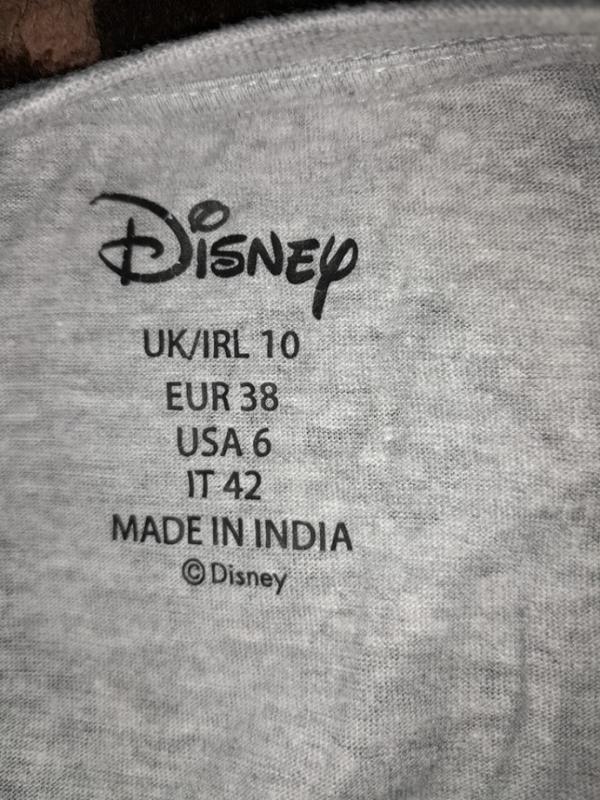 Disney
UK/IRL 10
EUR 38
USA 6
IT 42
MADE IN INDIA
©Disney